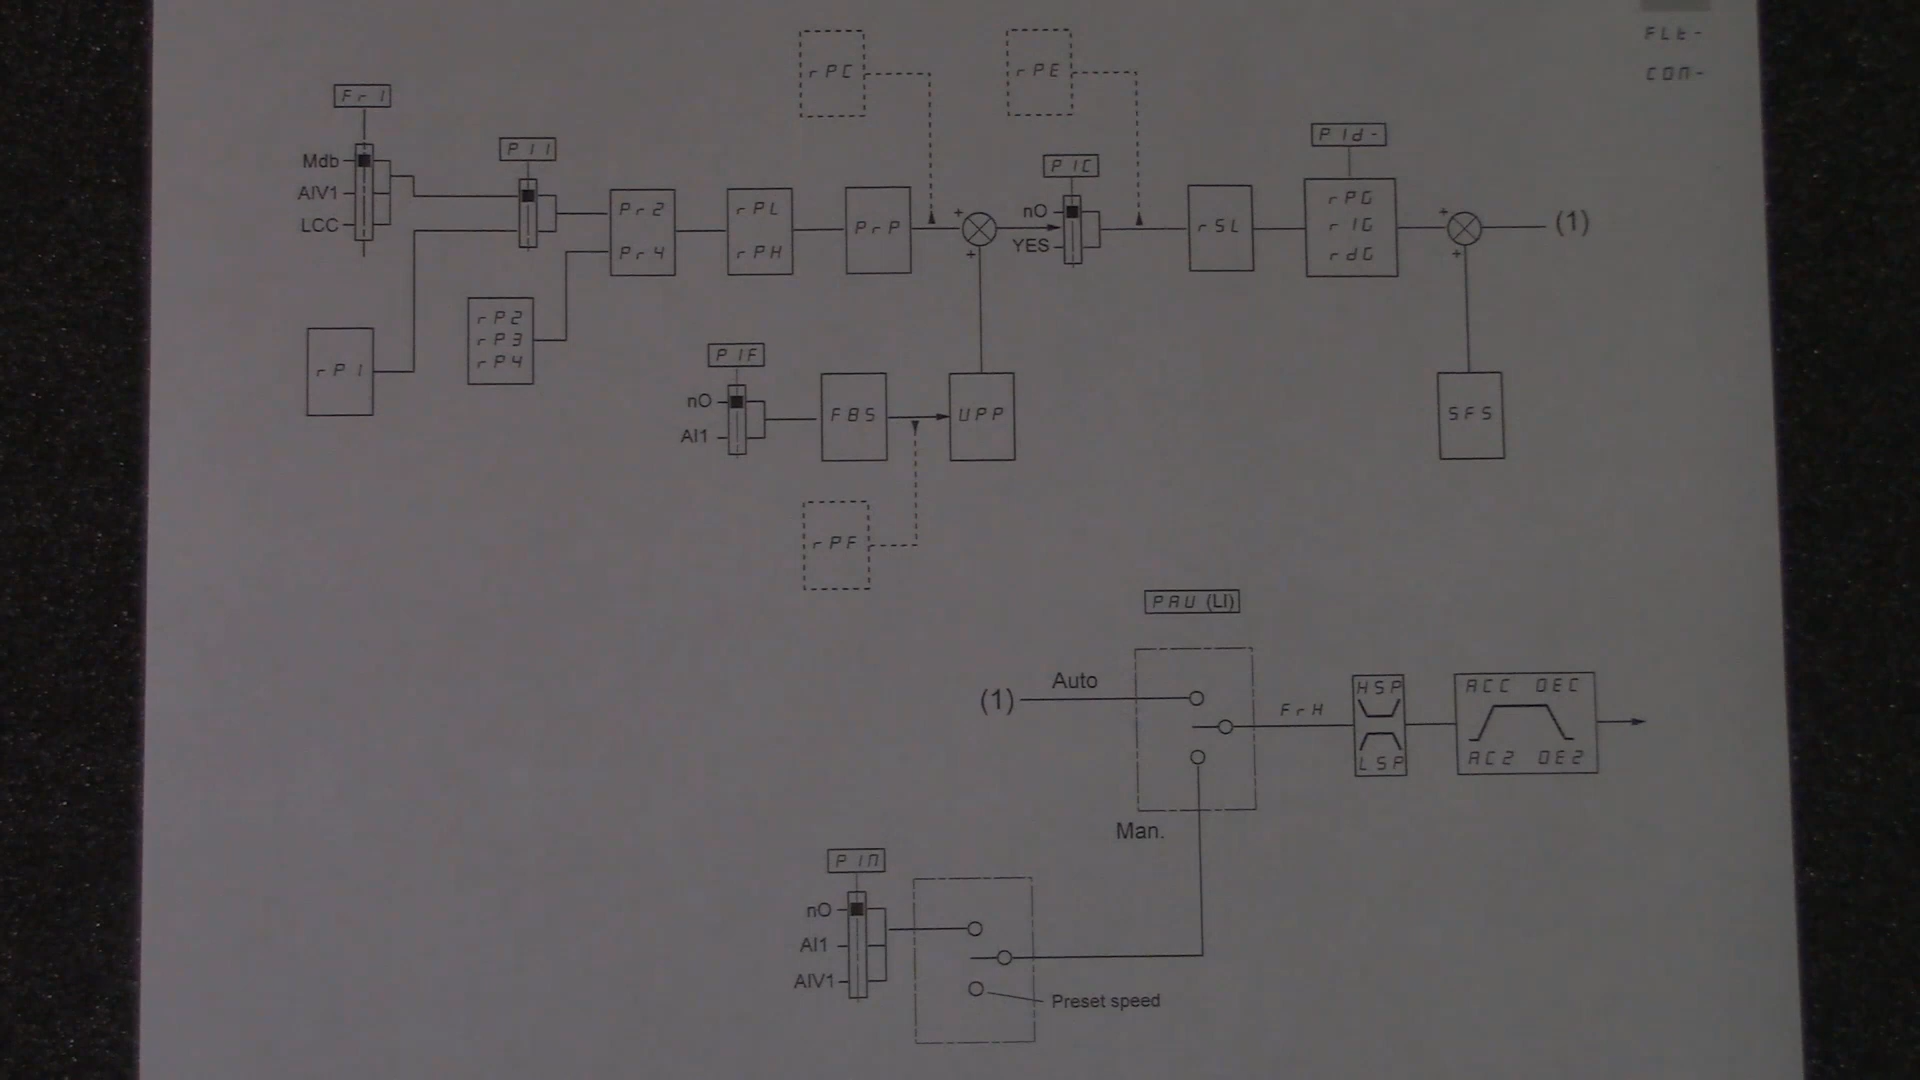 FLt-
COn-
rPC
rPE
Fr1
PII
PIC
PId-
Mdb
AIV1
LCC
Pr2
Pr4
rPL
rPH
PrP
+
+
nO
YES
rSL
rPG
rIG
rdG
+
+
(1)
rP1
rP2
rP3
rP4
PIF
nO
AI1
FBS
UPP
SFS
rPF
PAU (LI)
(1)
Auto
Man.
FrH
HSP
LSP
ACC DEC
AC2 DE2
PIM
nO
AI1
AIV1
Preset speed